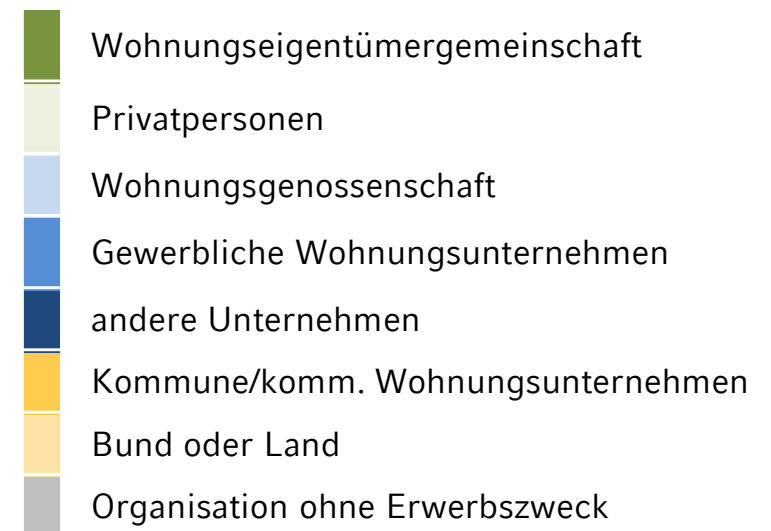 Wohnungseigentümergemeinschaft
Privatpersonen
Wohnungsgenossenschaft
Gewerbliche Wohnungsunternehmen
andere Unternehmen
Kommune/komm. Wohnungsunternehmen
Bund oder Land
Organisation ohne Erwerbszweck